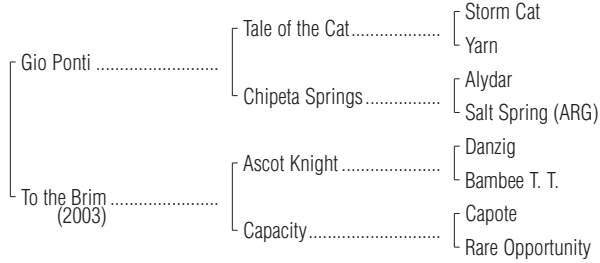 Storm Cat
Tale of the Cat
Yarn
Gio Ponti
Alydar
Chipeta Springs
Salt Spring (ARG)
Danzig
Ascot Knight
Bambee T. T.
To the Brim
(2003)
Capote
Capacity
Rare Opportunity